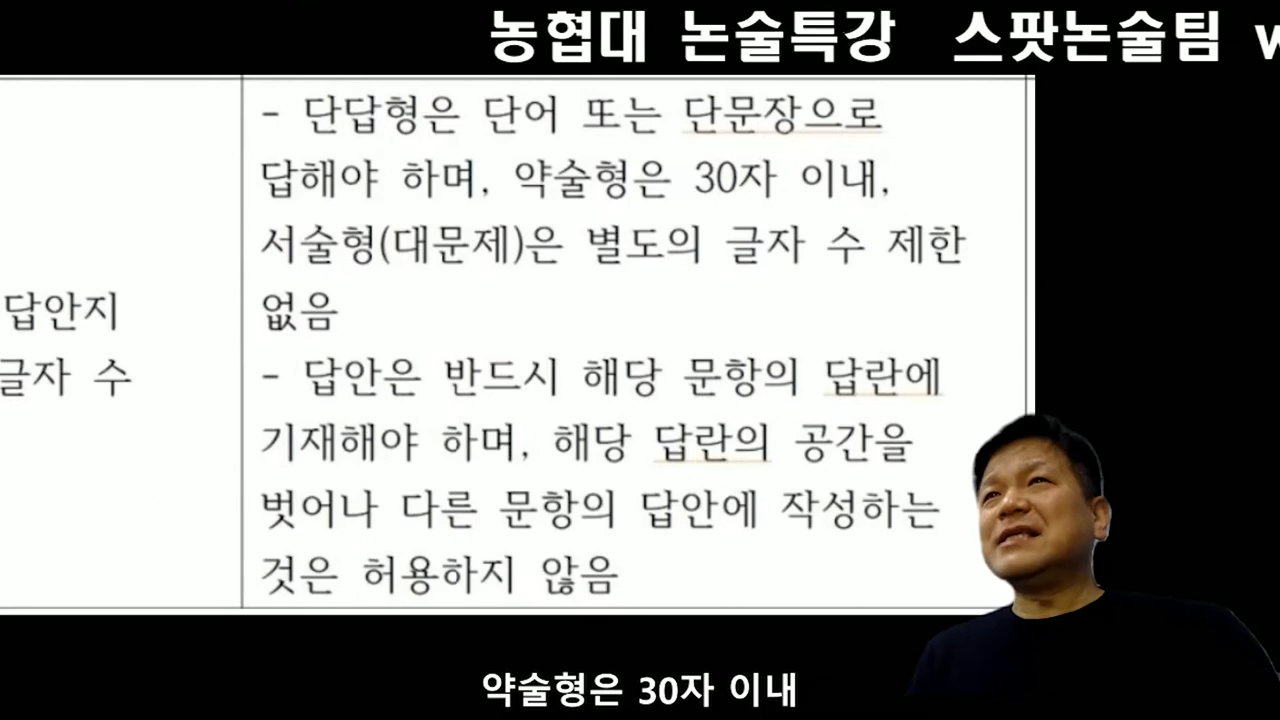 농협대 논술특강 스팟논술팀 w
- 단답형은 단어 또는 단문장으로
답해야 하며, 약술형은 30자 이내,
서술형(대문제)은 별도의 글자 수 제한
없음
답안지
글자 수
- 답안은 반드시 해당 문항의 답란에
기재해야 하며, 해당 답란의 공간을
벗어나 다른 문항의 답안에 작성하는
것은 허용하지 않음
약술형은 30자 이내